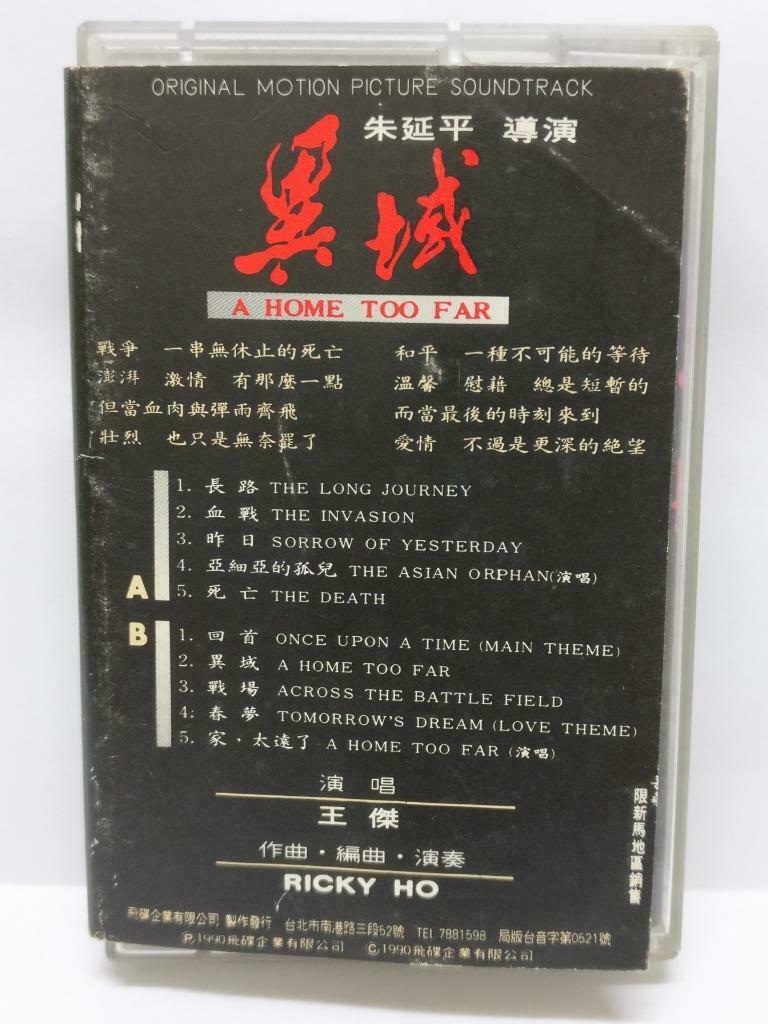 ORIGINAL MOTION PICTURE SOUNDTRACK
朱延平 導演
異域
A HOME TOO FAR
戰爭 一串無休止的死亡
澎湃 激情 有那麼一點
但當血肉與彈雨齊飛
壯烈 也只是無奈罷了
和平 一種不可能的等待
溫馨 慰藉 總是短暫的
而當最後的時刻來到
愛情 不過是更深的絕望
A
1. 長路 THE LONG JOURNEY
2. 血戰 THE INVASION
3. 昨日 SORROW OF YESTERDAY
4. 亞細亞的孤兒 THE ASIAN ORPHAN(演唱)
5. 死亡 THE DEATH
B
1. 回首 ONCE UPON A TIME (MAIN THEME)
2. 異域 A HOME TOO FAR
3. 戰場 ACROSS THE BATTLE FIELD
4. 春夢 TOMORROW'S DREAM (LOVE THEME)
5. 家、太遠了 A HOME TOO FAR (演唱)
演唱
王傑
作曲・編曲・演奏
RICKY HO
限新馬地區銷售
飛碟企業有限公司 製作發行 台北市南港路三段52號 TEL 7881598 局版台音字第0521號
Ⓟ1990飛碟企業有限公司 ©1990飛碟企業有限公司